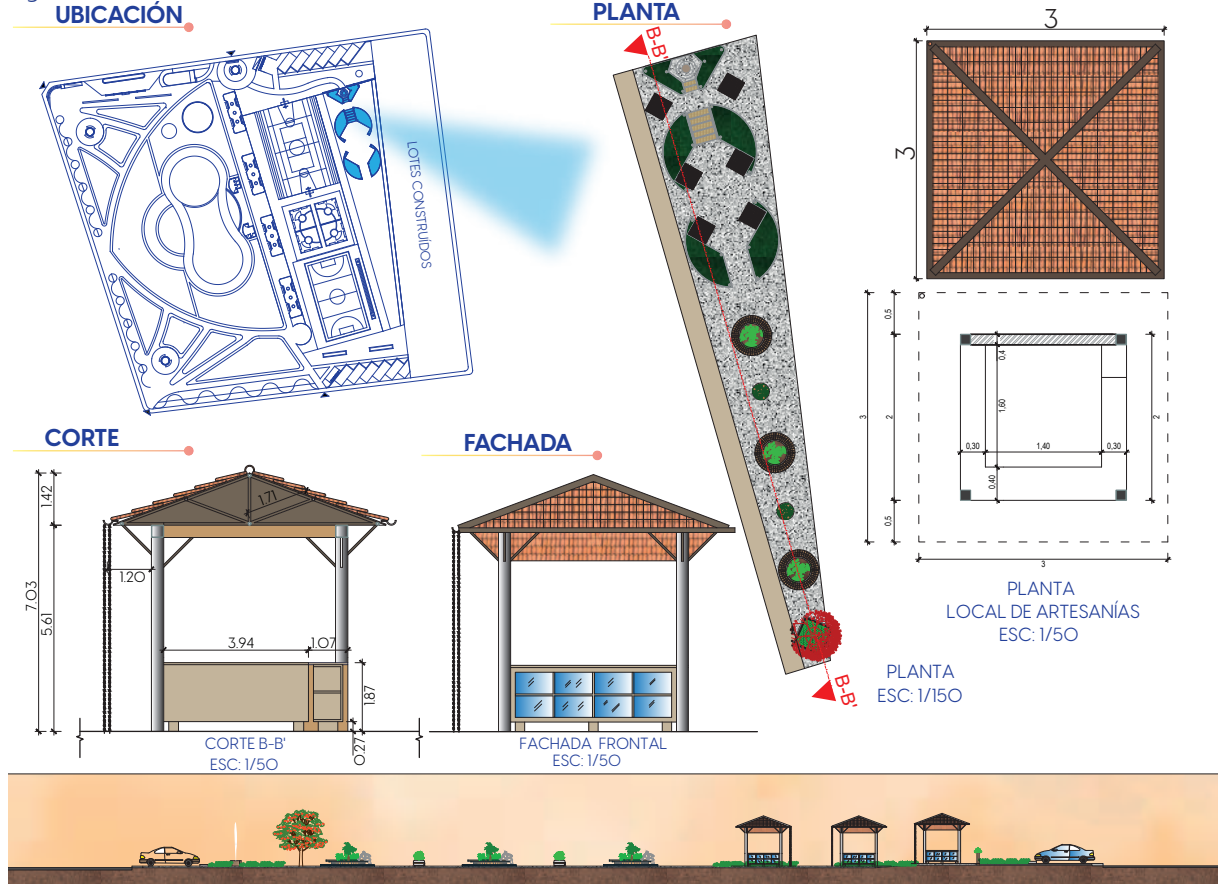 UBICACIÓN
LOTES CONSTRUÍDOS
PLANTA
B-B'
B-B'
PLANTA
ESC: 1/150
3
3
0.5
3
2
0.5
0,4
1,60
0,30
1,40
0,30
0,40
2
3
PLANTA
LOCAL DE ARTESANÍAS
ESC: 1/50
CORTE
1.42
7.03
5.61
1.71
1.20
3.94
1.07
1.87
0.27
CORTE B-B'
ESC: 1/50
FACHADA
FACHADA FRONTAL
ESC: 1/50